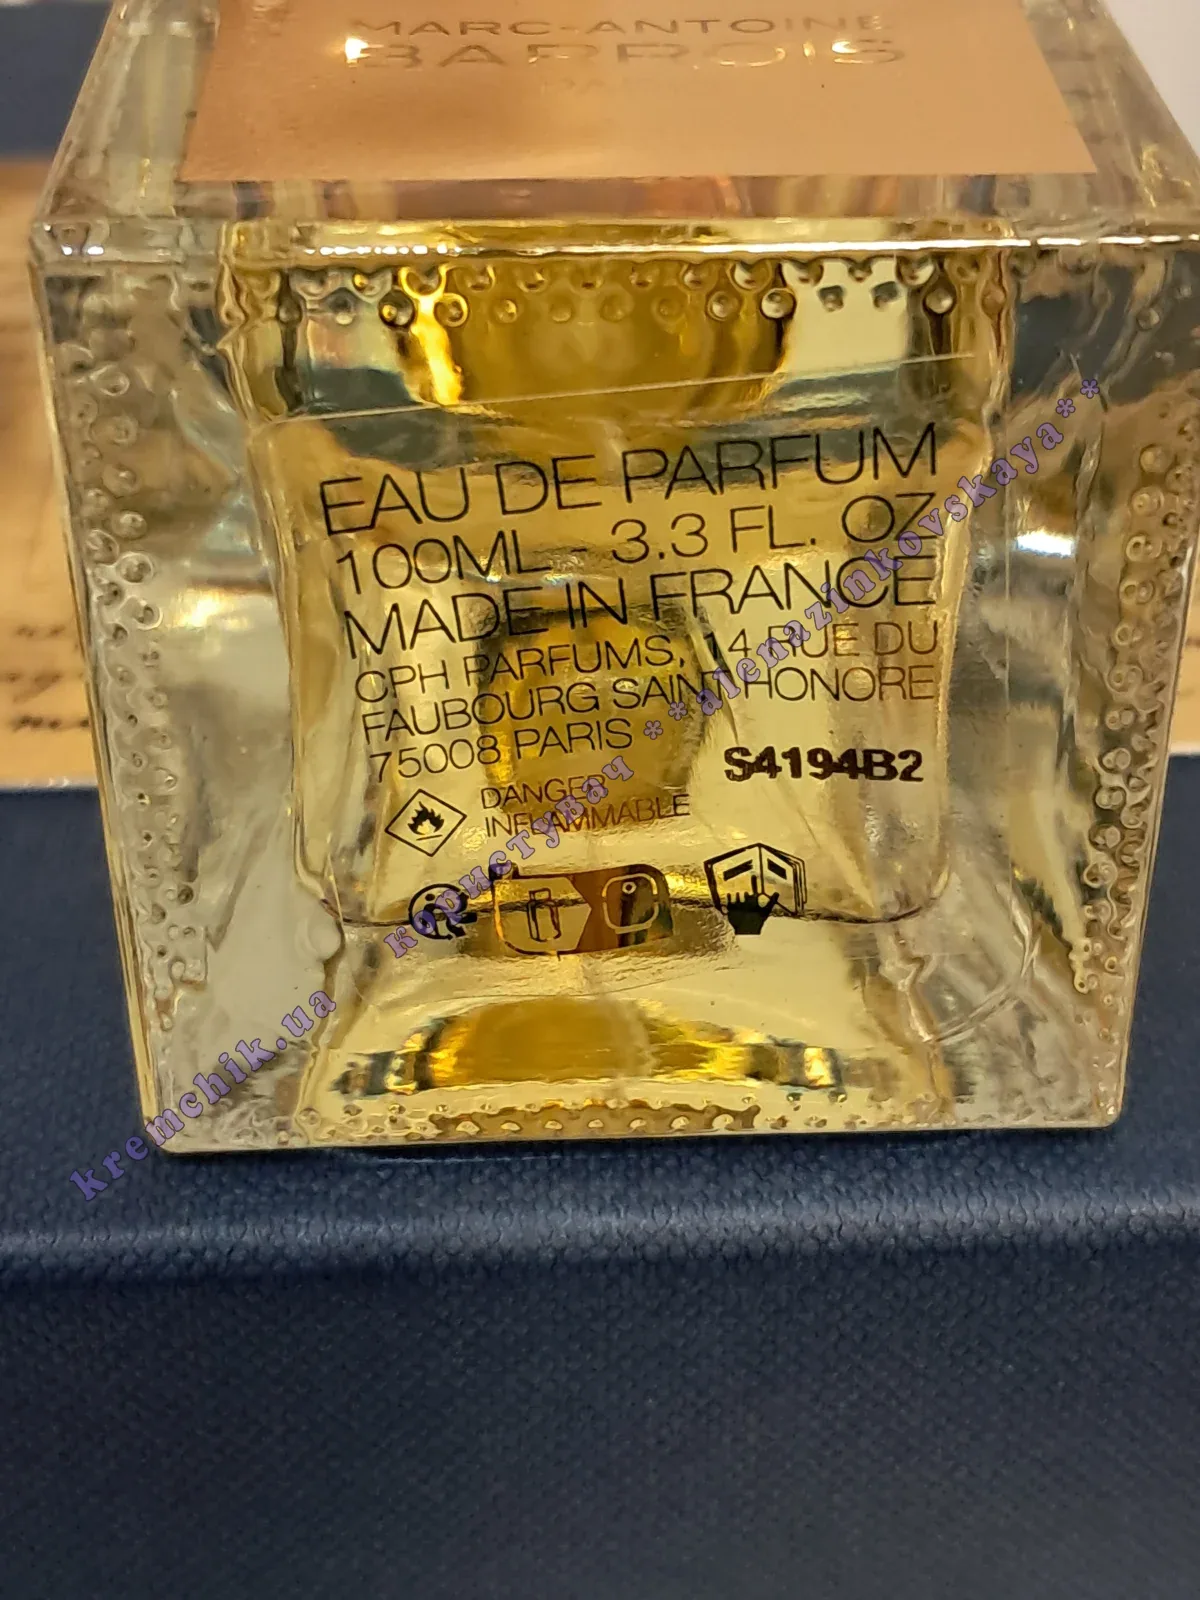 MARC-ANTOINE
BARROIS
PARIS
EAU DE PARFUM
100ML - 3.3 FL. OZ
MADE IN FRANCE
CPH PARFUMS, 14 RUE DU
FAUBOURG SAINT HONORE
75008 PARIS
S4194B2
DANGER
INFLAMMABLE
kremchik.ua
користувач **alenazinkovskaya**